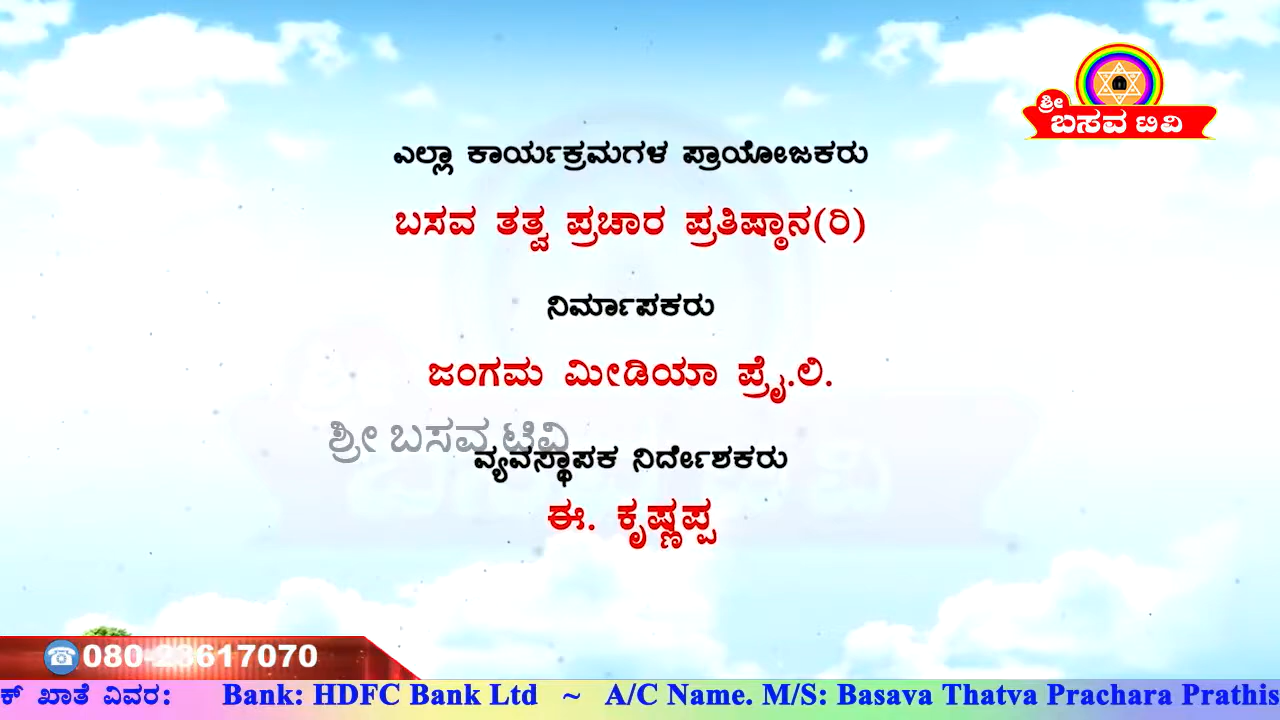 ಶ್ರೀ
ಬಸವ ಟಿವಿ
ಎಲ್ಲಾ ಕಾರ್ಯಕ್ರಮಗಳ ಪ್ರಾಯೋಜಕರು
ಬಸವ ತತ್ವ ಪ್ರಚಾರ ಪ್ರತಿಷ್ಠಾನ(ರಿ)
ನಿರ್ಮಾಪಕರು
ಜಂಗಮ ಮೀಡಿಯಾ ಪ್ರೈ.ಲಿ.
ಶ್ರೀ ಬಸವ ಟಿವಿ
ವ್ಯವಸ್ಥಾಪಕ ನಿರ್ದೇಶಕರು
ಈ. ಕೃಷ್ಣಪ್ಪ
080-23617070
ಕ್ ಖಾತೆ ವಿವರ: Bank: HDFC Bank Ltd ~ A/C Name. M/S: Basava Thatva Prachara Prathis